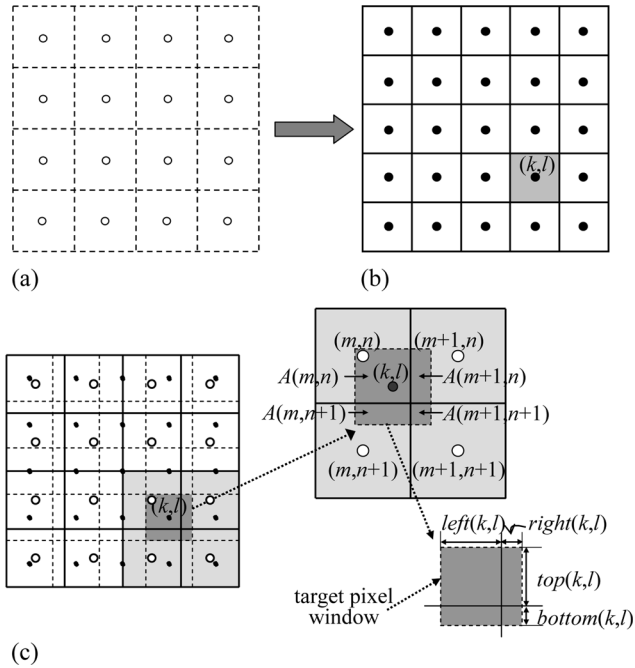 (k,l)
(a)
(b)
(m,n)
(m+1,n)
A(m,n)
(k,l)
A(m+1,n)
A(m,n+1)
A(m+1,n+1)
(m,n+1)
(m+1,n+1)
(k,l)
left(k,l)
right(k,l)
top(k,l)
target pixel
window
bottom(k,l)
(c)